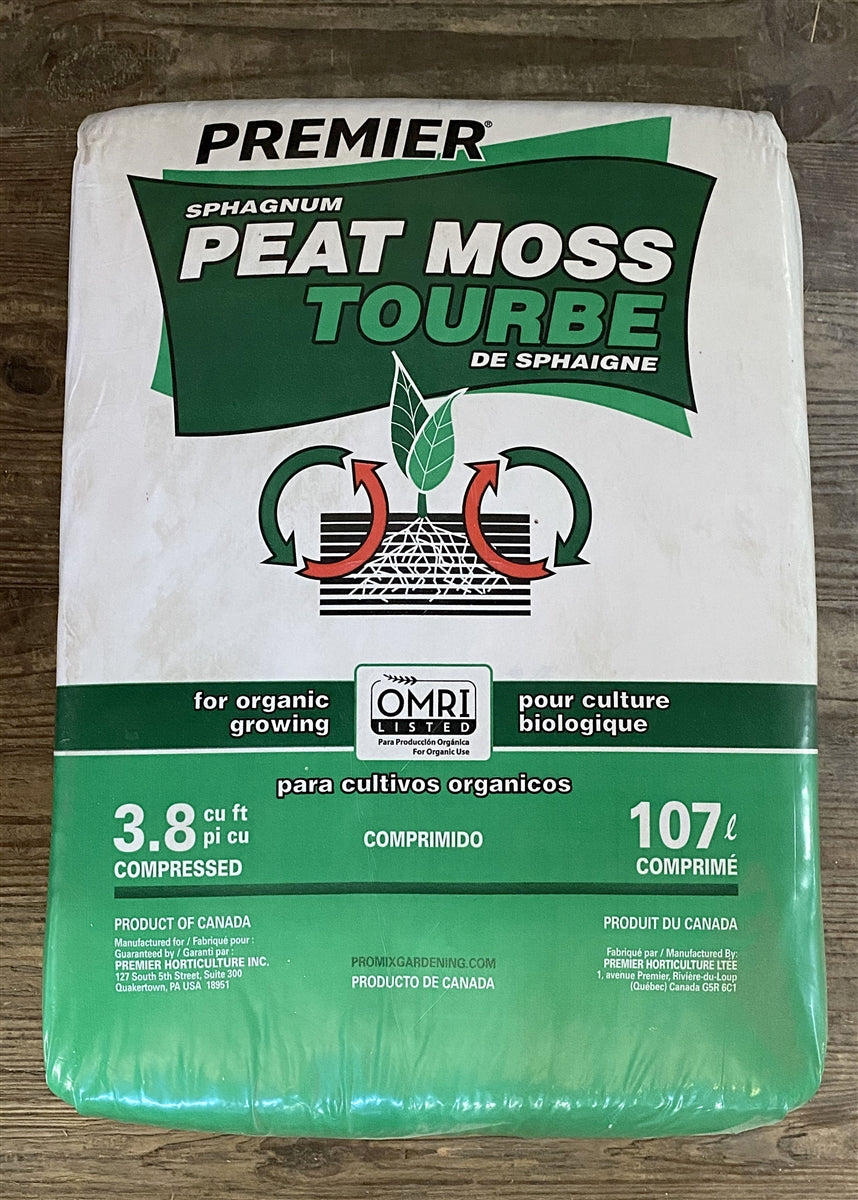 PREMIER®
SPHAGNUM
PEAT MOSS
TOURBE
DE SPHAIGNE
for organic
growing
OMRI
LISTED
Para Producción Orgánica
For Organic Use
pour culture
biologique
para cultivos organicos
3.8 cu ft
pi cu
COMPRESSED
COMPRIMIDO
107 ℓ
COMPRIMÉ
PRODUCT OF CANADA
Manufactured for / Fabriqué pour :
Guaranteed by / Garanti par :
PREMIER HORTICULTURE INC.
127 South 5th Street, Suite 300
Quakertown, PA USA 18951
PROMIXGARDENING.COM
PRODUCTO DE CANADA
PRODUIT DU CANADA
Fabriqué par / Manufactured By:
PREMIER HORTICULTURE LTÉE
1, avenue Premier, Rivière-du-Loup
(Québec) Canada G5R 6C1